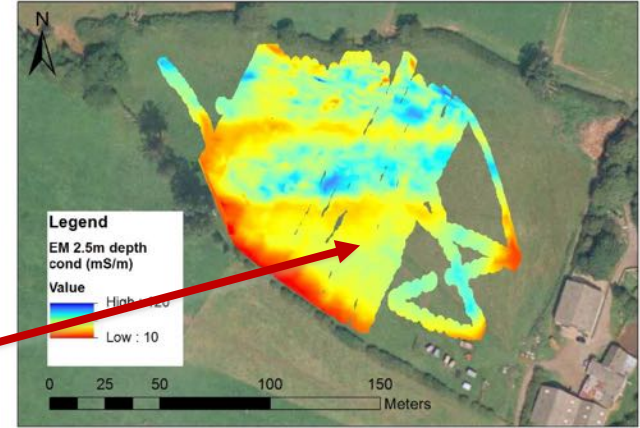 N
Legend
EM 2.5m depth
cond (mS/m)
Value
High :
Low : 10
0 25 50 100 150
Meters